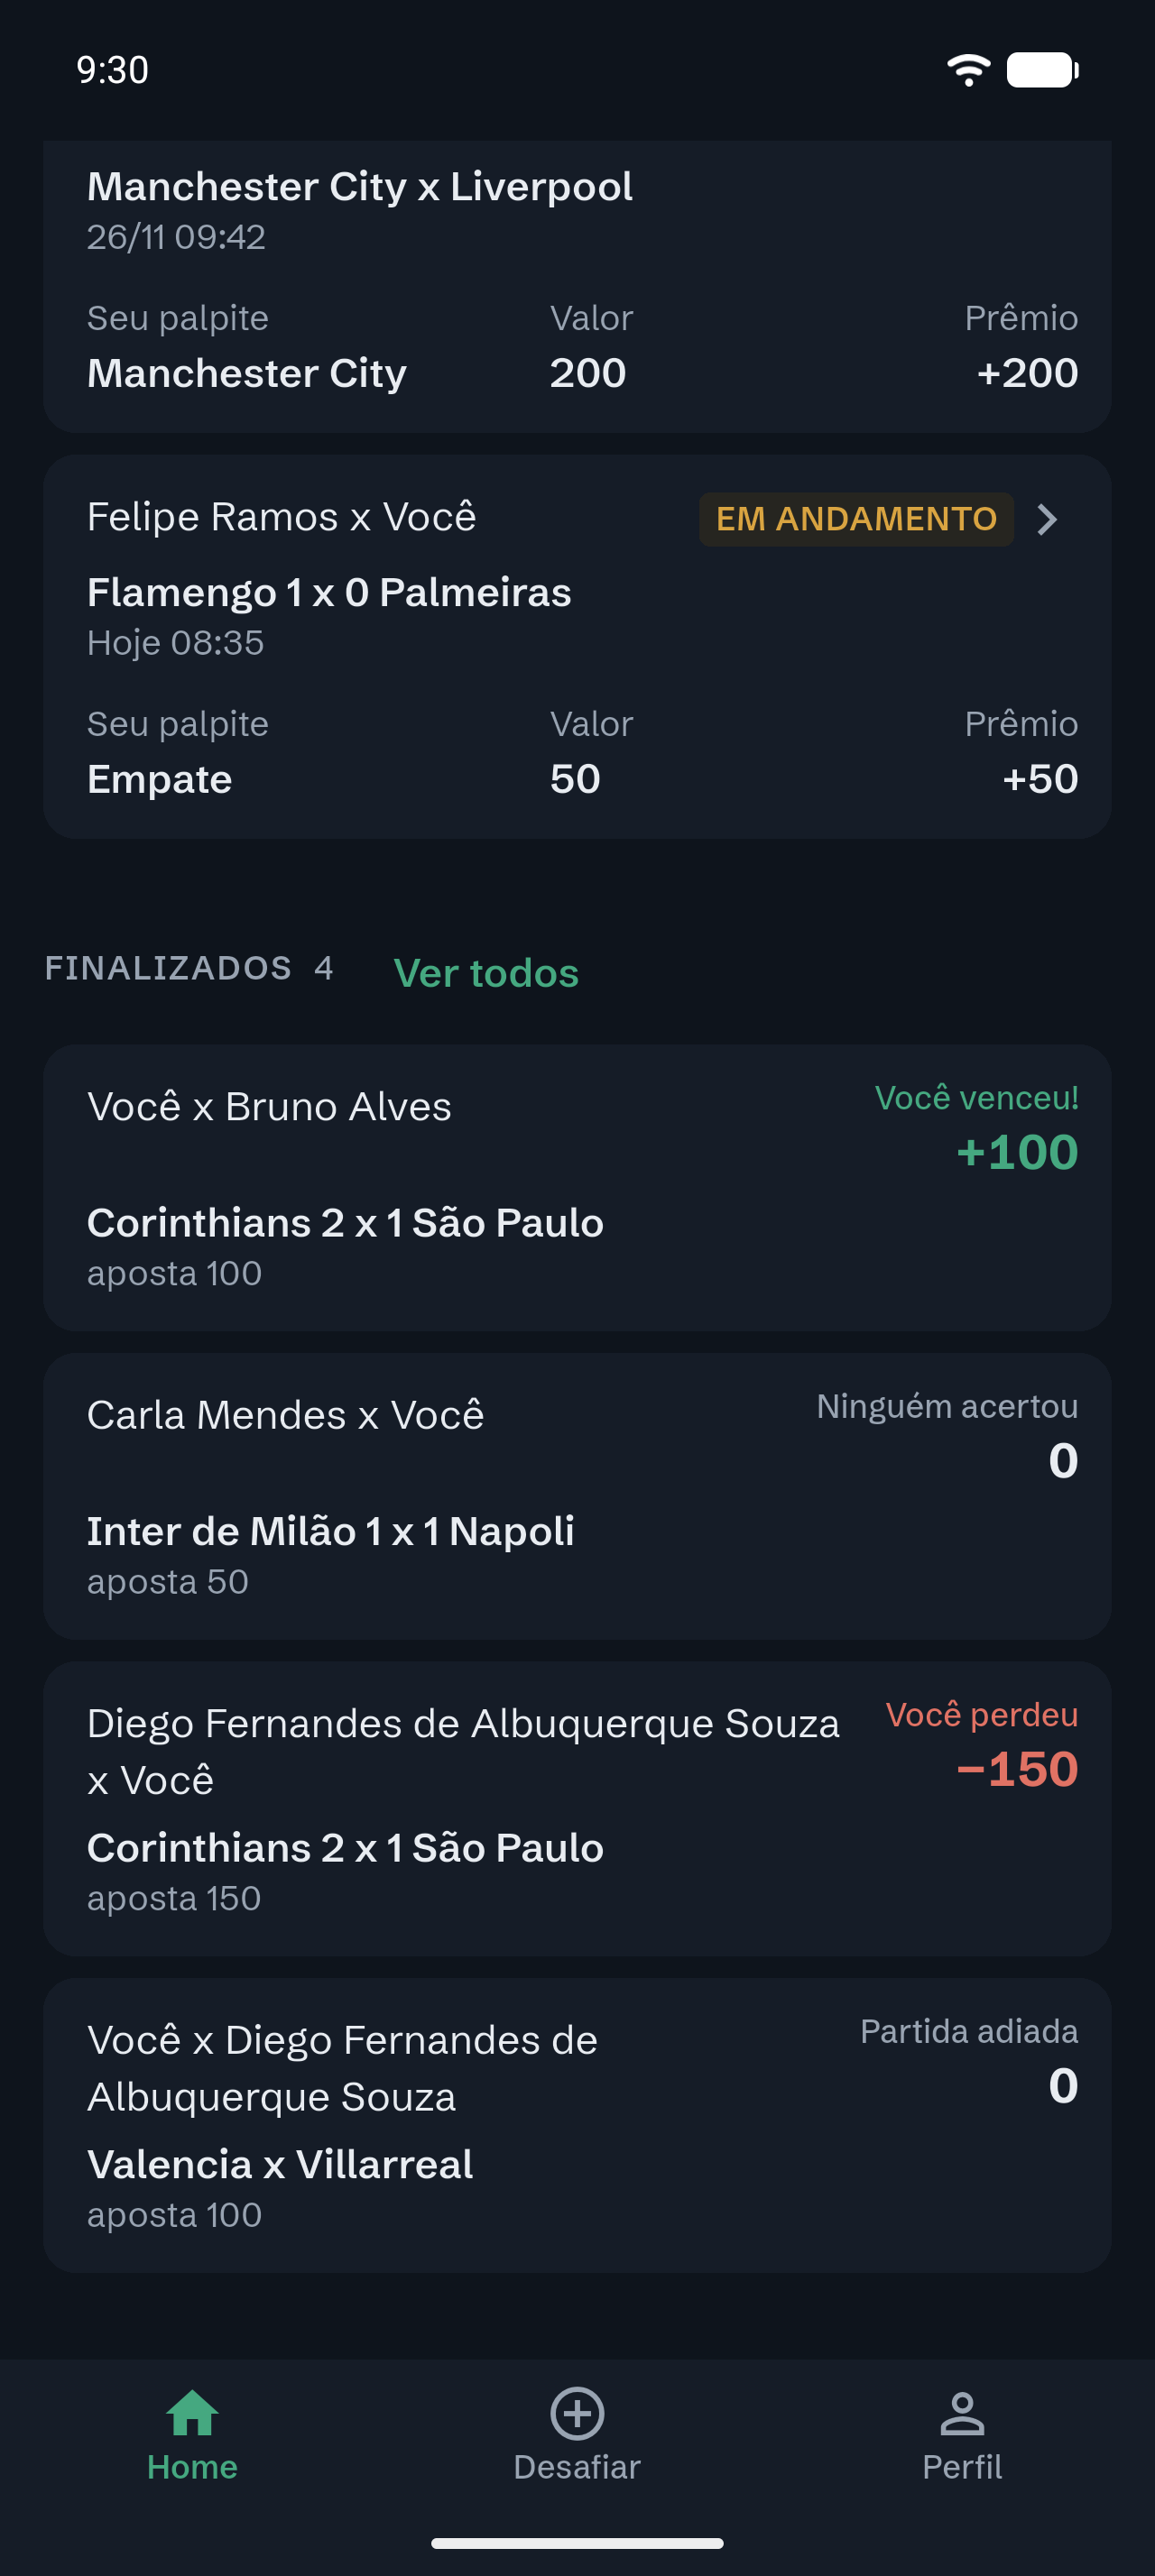 9:30
Manchester City x Liverpool
26/11 09:42
Seu palpite Valor Prêmio
Manchester City 200 +200
Felipe Ramos x Você EM ANDAMENTO
Flamengo 1 x 0 Palmeiras
Hoje 08:35
Seu palpite Valor Prêmio
Empate 50 +50
FINALIZADOS 4 Ver todos
Você x Bruno Alves Você venceu!
+100
Corinthians 2 x 1 São Paulo
aposta 100
Carla Mendes x Você Ninguém acertou
0
Inter de Milão 1 x 1 Napoli
aposta 50
Diego Fernandes de Albuquerque Souza Você perdeu
x Você −150
Corinthians 2 x 1 São Paulo
aposta 150
Você x Diego Fernandes de Partida adiada
Albuquerque Souza 0
Valencia x Villarreal
aposta 100
Home Desafiar Perfil